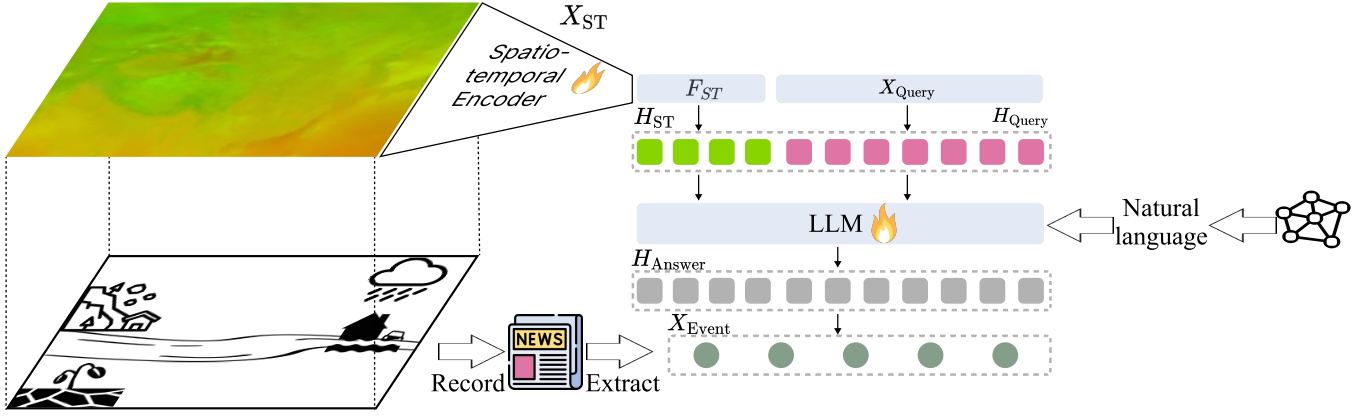 X_ST
Spatio-
temporal
Encoder
F_ST
X_Query
H_ST
H_Query
LLM
Natural
language
H_Answer
X_Event
NEWS
Record
Extract